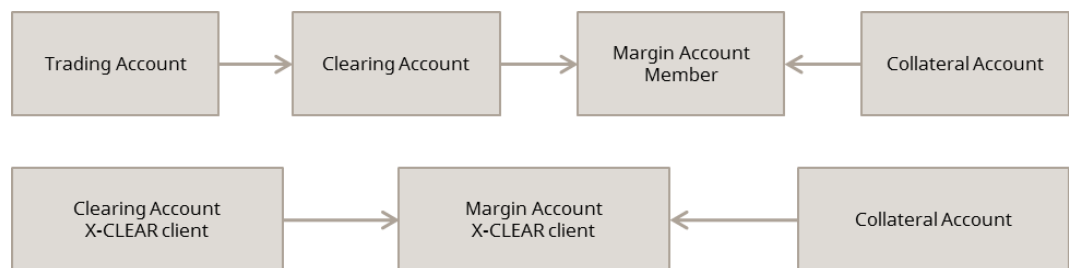 Trading Account
Clearing Account
Margin Account
Member
Collateral Account
Clearing Account
X-CLEAR client
Margin Account
X-CLEAR client
Collateral Account